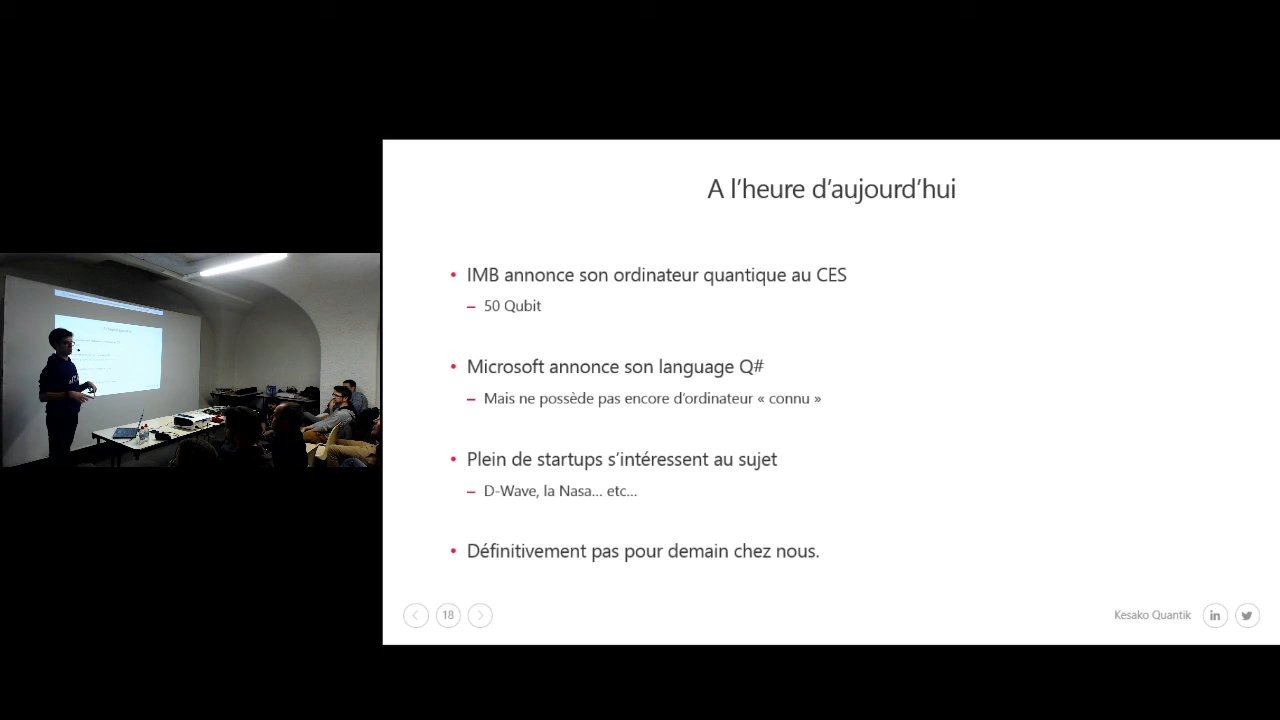 A l'heure d'aujourd'hui
• IMB annonce son ordinateur quantique au CES
– 50 Qubit
• Microsoft annonce son language Q#
– Mais ne possède pas encore d'ordinateur « connu »
• Plein de startups s'intéressent au sujet
– D-Wave, la Nasa... etc...
• Définitivement pas pour demain chez nous.
18
Kesako Quantik
in